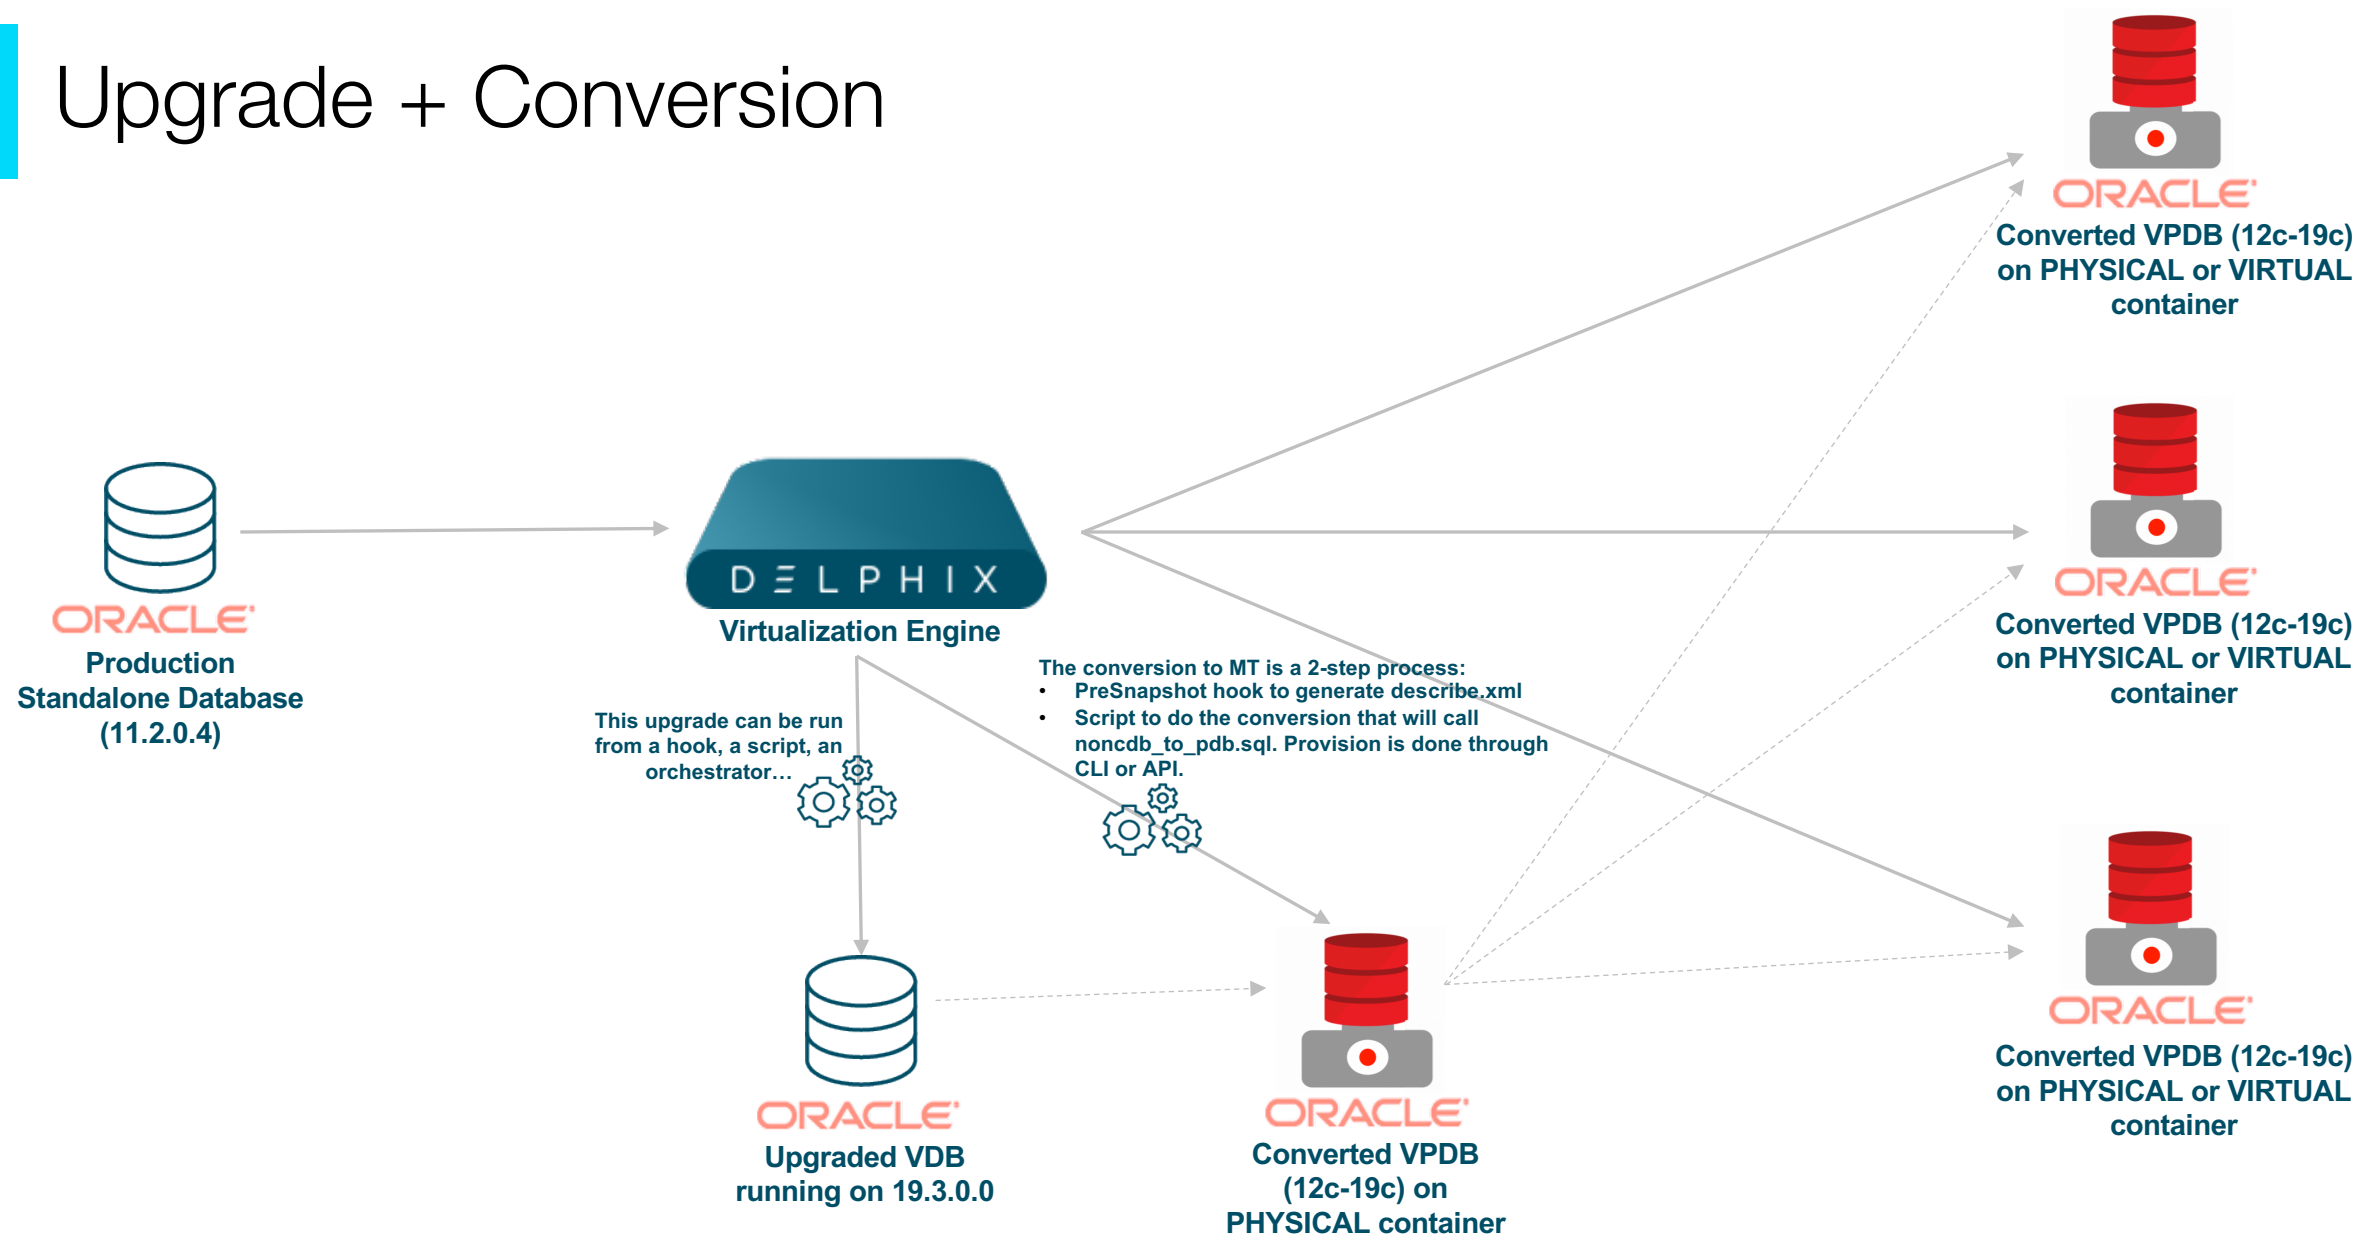 Upgrade + Conversion
ORACLE
Converted VPDB (12c-19c)
on PHYSICAL or VIRTUAL
container
ORACLE
Production
Standalone Database
(11.2.0.4)
DELPHIX
Virtualization Engine
ORACLE
Converted VPDB (12c-19c)
on PHYSICAL or VIRTUAL
container
This upgrade can be run
from a hook, a script, an
orchestrator…
The conversion to MT is a 2-step process:
• PreSnapshot hook to generate describe.xml
• Script to do the conversion that will call
noncdb_to_pdb.sql. Provision is done through
CLI or API.
ORACLE
Upgraded VDB
running on 19.3.0.0
ORACLE
Converted VPDB
(12c-19c) on
PHYSICAL container
ORACLE
Converted VPDB (12c-19c)
on PHYSICAL or VIRTUAL
container